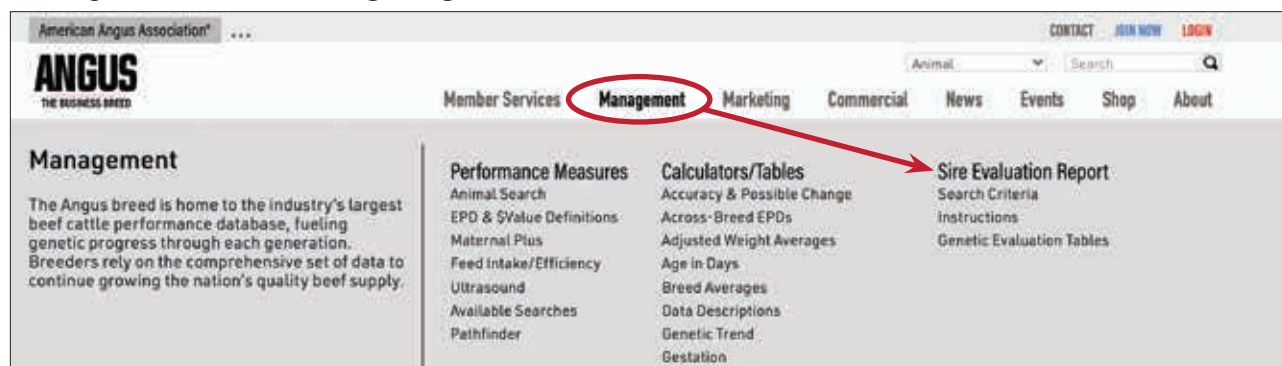 American Angus Association® ...
CONTACT JOIN NOW LOGIN
ANGUS
THE BUSINESS BREED
Animal Search
Member Services Management Marketing Commercial News Events Shop About
Management
The Angus breed is home to the industry's largest
beef cattle performance database, fueling
genetic progress through each generation.
Breeders rely on the comprehensive set of data to
continue growing the nation's quality beef supply.
Performance Measures
Animal Search
EPD & $Value Definitions
Maternal Plus
Feed Intake/Efficiency
Ultrasound
Available Searches
Pathfinder
Calculators/Tables
Accuracy & Possible Change
Across-Breed EPDs
Adjusted Weight Averages
Age in Days
Breed Averages
Data Descriptions
Genetic Trend
Gestation
Sire Evaluation Report
Search Criteria
Instructions
Genetic Evaluation Tables